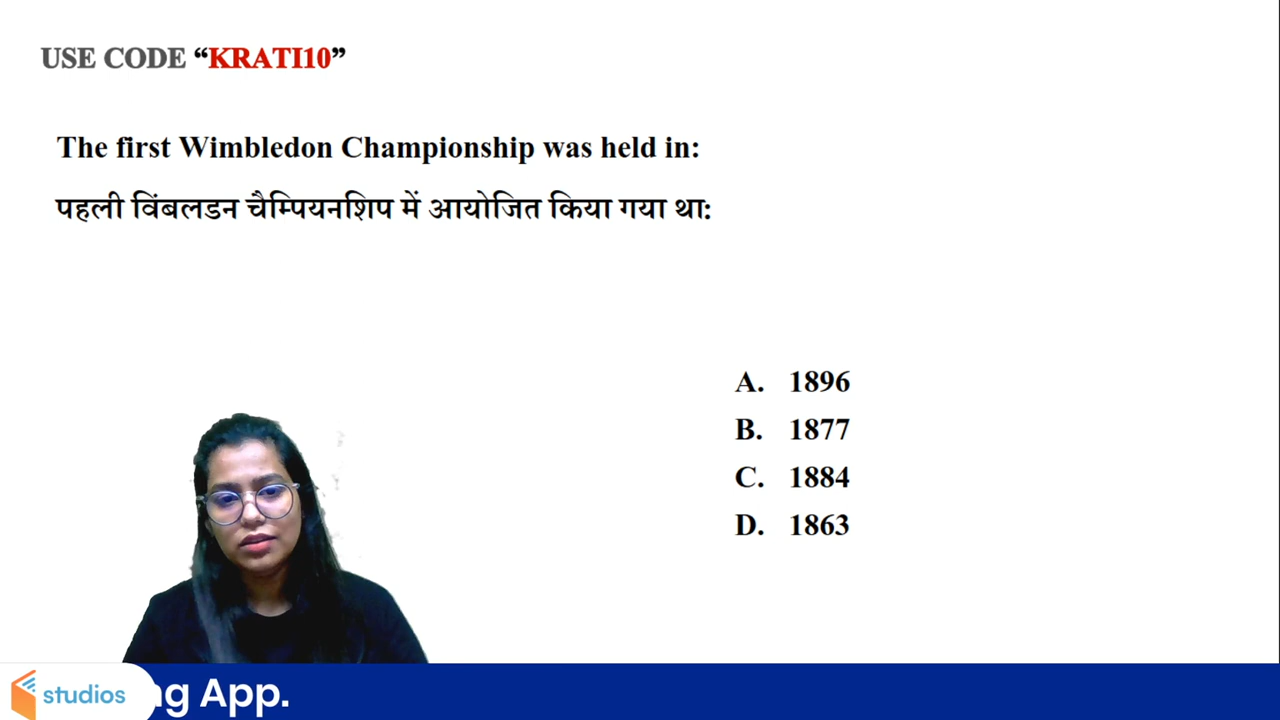 USE CODE “KRATI10”
The first Wimbledon Championship was held in:
पहली विंबलडन चैम्पियनशिप में आयोजित किया गया था:
A. 1896
B. 1877
C. 1884
D. 1863
studios
App.